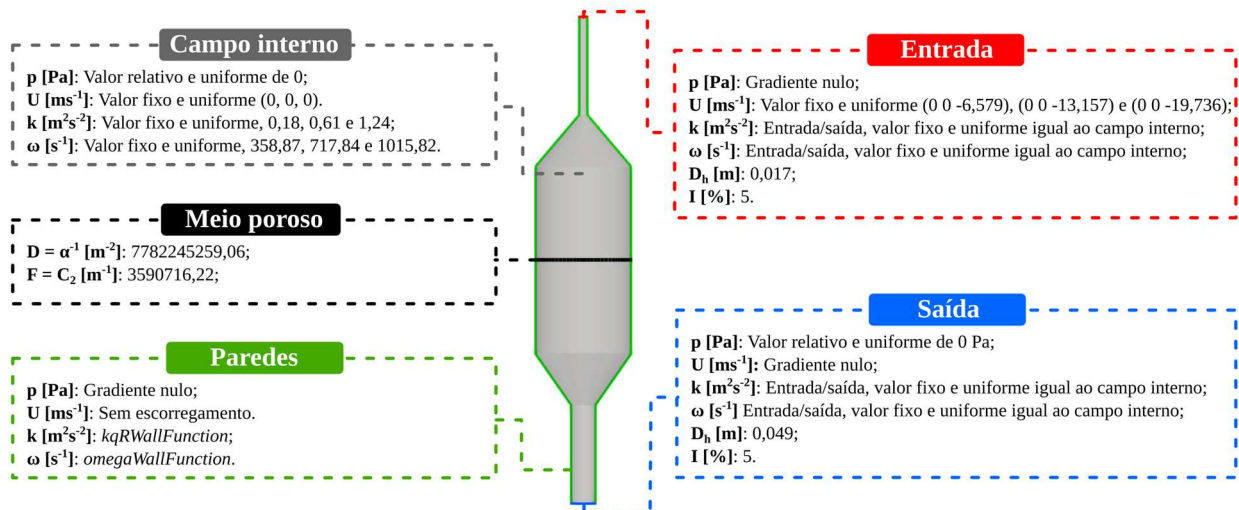 Campo interno
p [Pa]: Valor relativo e uniforme de 0;
U [ms⁻¹]: Valor fixo e uniforme (0, 0, 0).
k [m²s⁻²]: Valor fixo e uniforme, 0,18, 0,61 e 1,24;
ω [s⁻¹]: Valor fixo e uniforme, 358,87, 717,84 e 1015,82.
Meio poroso
D = α⁻¹ [m⁻²]: 7782245259,06;
F = C₂ [m⁻¹]: 3590716,22;
Paredes
p [Pa]: Gradiente nulo;
U [ms⁻¹]: Sem escorregamento.
k [m²s⁻²]: kqRWallFunction;
ω [s⁻¹]: omegaWallFunction.
Entrada
p [Pa]: Gradiente nulo;
U [ms⁻¹]: Valor fixo e uniforme (0 0 -6,579), (0 0 -13,157) e (0 0 -19,736);
k [m²s⁻²]: Entrada/saída, valor fixo e uniforme igual ao campo interno;
ω [s⁻¹]: Entrada/saída, valor fixo e uniforme igual ao campo interno;
Dₕ [m]: 0,017;
I [%]: 5.
Saída
p [Pa]: Valor relativo e uniforme de 0 Pa;
U [ms⁻¹]: Gradiente nulo;
k [m²s⁻²]: Entrada/saída, valor fixo e uniforme igual ao campo interno;
ω [s⁻¹] Entrada/saída, valor fixo e uniforme igual ao campo interno;
Dₕ [m]: 0,049;
I [%]: 5.